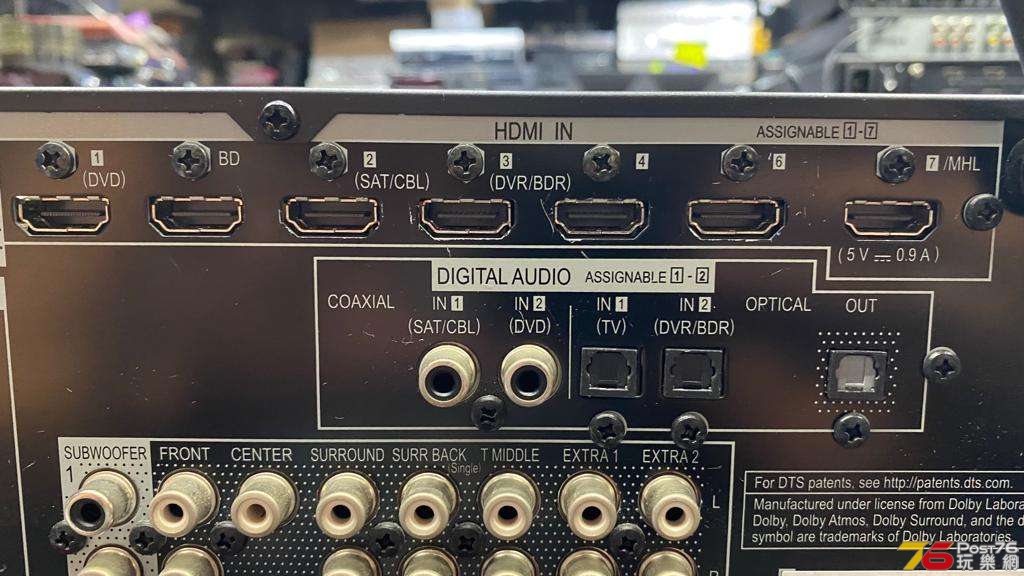 HDMI IN
ASSIGNABLE 1-7
1
(DVD)
BD
2
(SAT/CBL)
3
(DVR/BDR)
4
6
7/MHL
(5V ⎓ 0.9A)
DIGITAL AUDIO ASSIGNABLE 1-2
COAXIAL
IN 1
(SAT/CBL)
IN 2
(DVD)
IN 1
(TV)
IN 2
(DVR/BDR)
OPTICAL
OUT
SUBWOOFER
1
FRONT
CENTER
SURROUND
SURR BACK
(Single)
T MIDDLE
EXTRA 1
EXTRA 2
L
For DTS patents, see http://patents.dts.com.
Manufactured under license from Dolby Labora
Dolby, Dolby Atmos, Dolby Surround, and the d
symbol are trademarks of Dolby Laboratories.
76 Post76
玩樂網